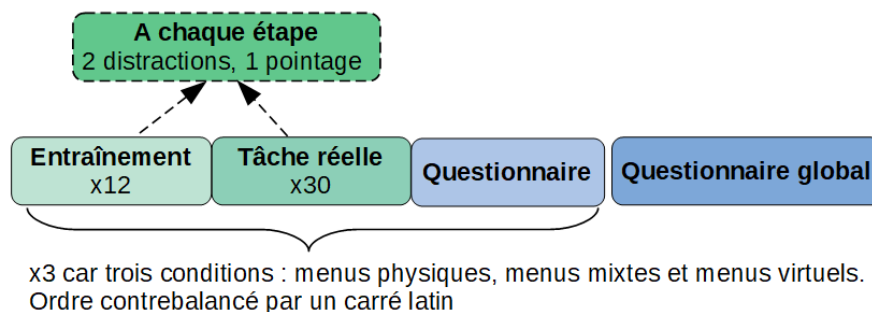 A chaque étape
2 distractions, 1 pointage
Entraînement
x12
Tâche réelle
x30
Questionnaire
Questionnaire global
x3 car trois conditions : menus physiques, menus mixtes et menus virtuels.
Ordre contrebalancé par un carré latin